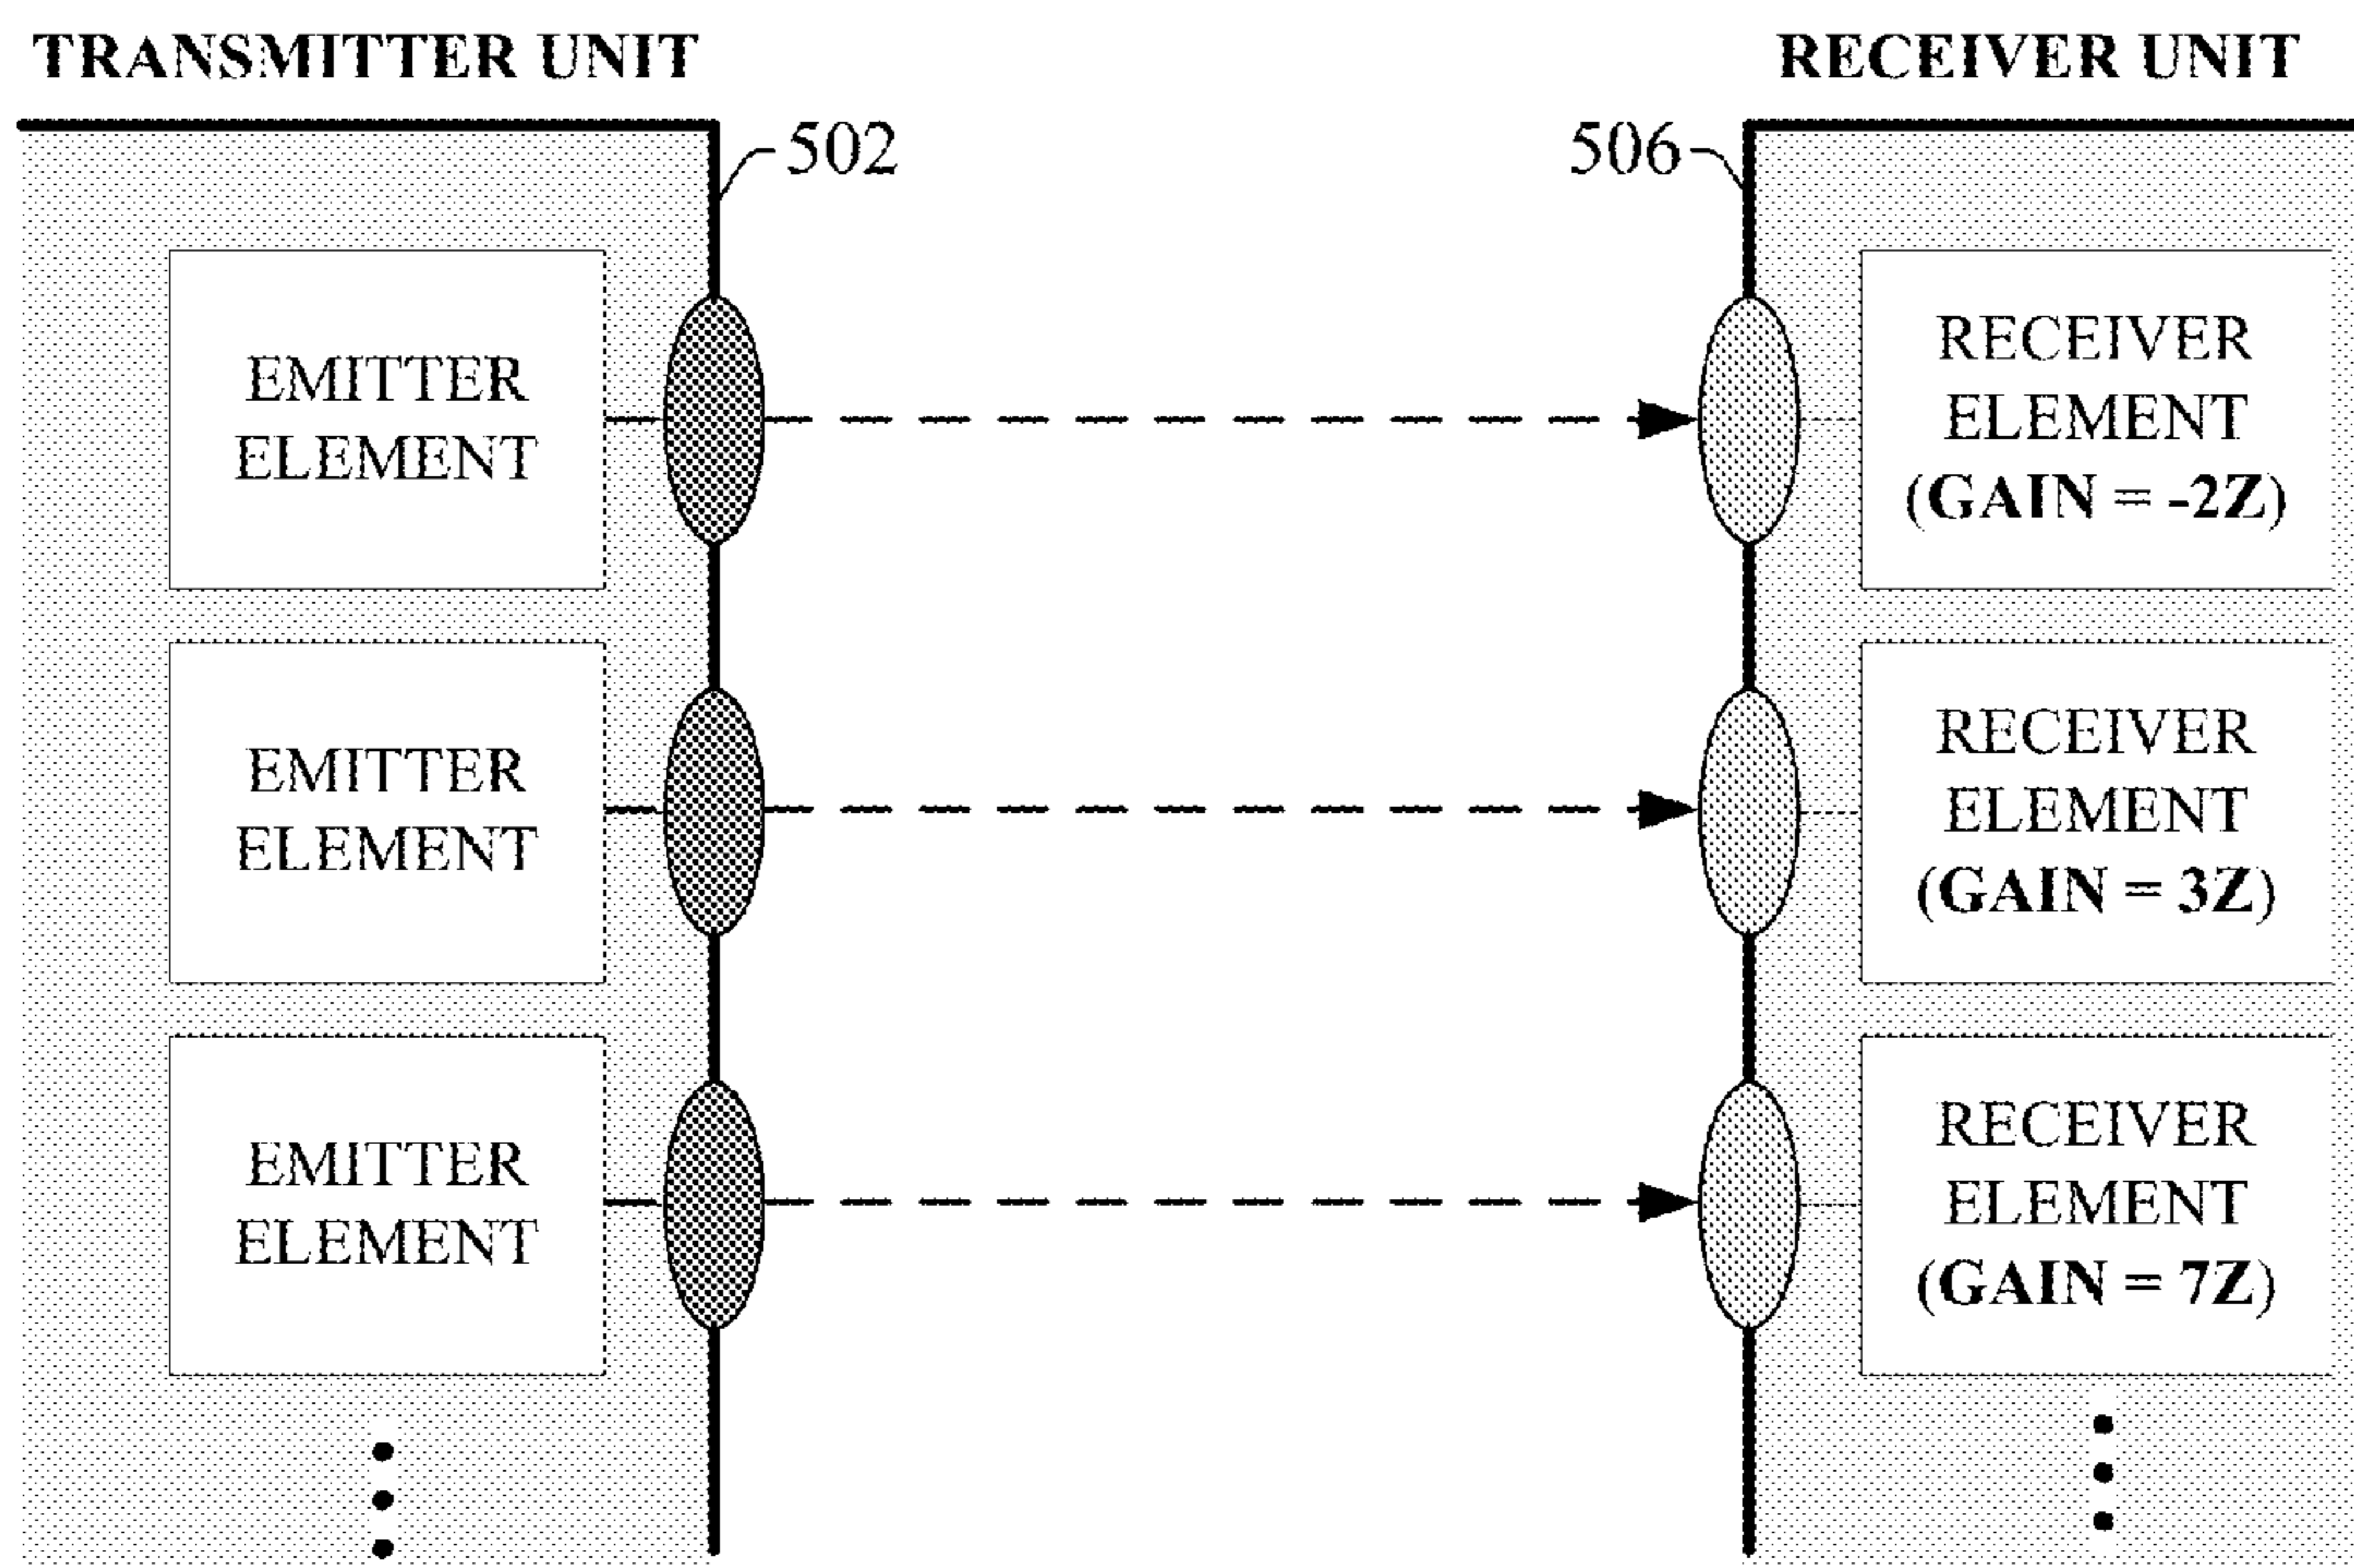 TRANSMITTER UNIT
RECEIVER UNIT
502
506
EMITTER
ELEMENT
RECEIVER
ELEMENT
(GAIN = -2Z)
EMITTER
ELEMENT
RECEIVER
ELEMENT
(GAIN = 3Z)
EMITTER
ELEMENT
RECEIVER
ELEMENT
(GAIN = 7Z)